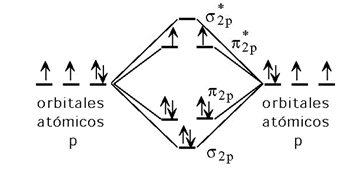 σ*2p
π*2p
orbitales
atómicos
p
π2p
σ2p
orbitales
atómicos
p